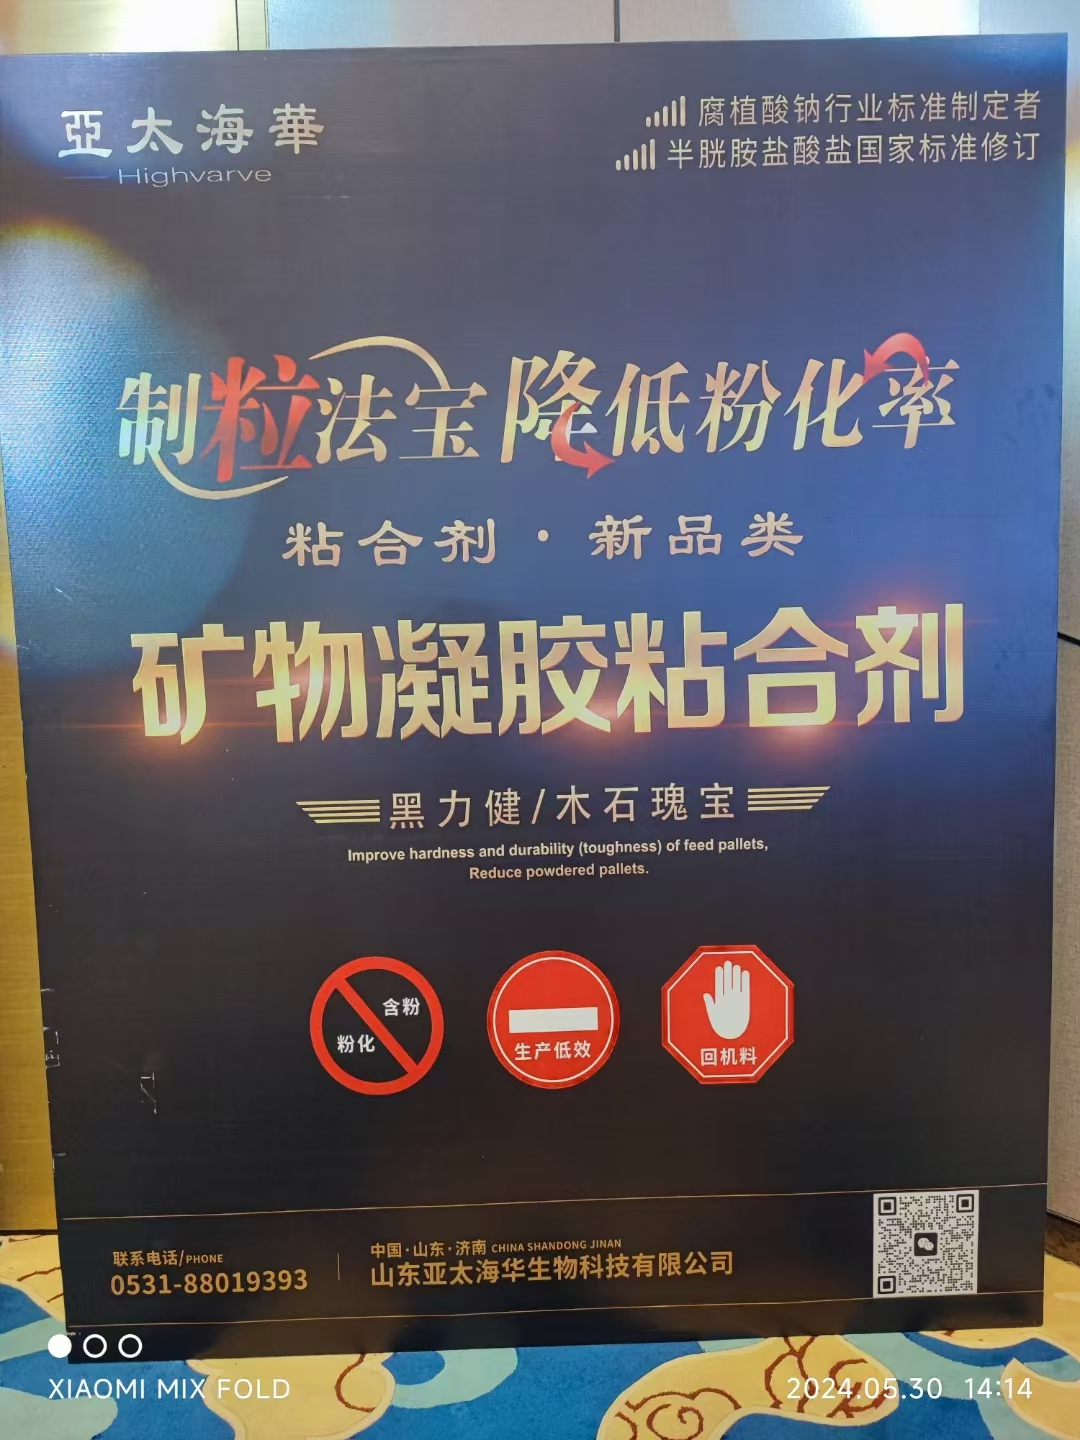 亞太海華
Highvarve
腐植酸钠行业标准制定者
半胱胺盐酸盐国家标准修订
制粒法宝 降低粉化率
粘合剂·新品类
矿物凝胶粘合剂
黑力健/木石瑰宝
Improve hardness and durability (toughness) of feed pallets,
Reduce powdered pallets.
含粉
粉化
生产低效
回机料
联系电话/PHONE
0531-88019393
中国·山东·济南 CHINA SHANDONG JINAN
山东亚太海华生物科技有限公司
XIAOMI MIX FOLD
2024.05.30 14:14